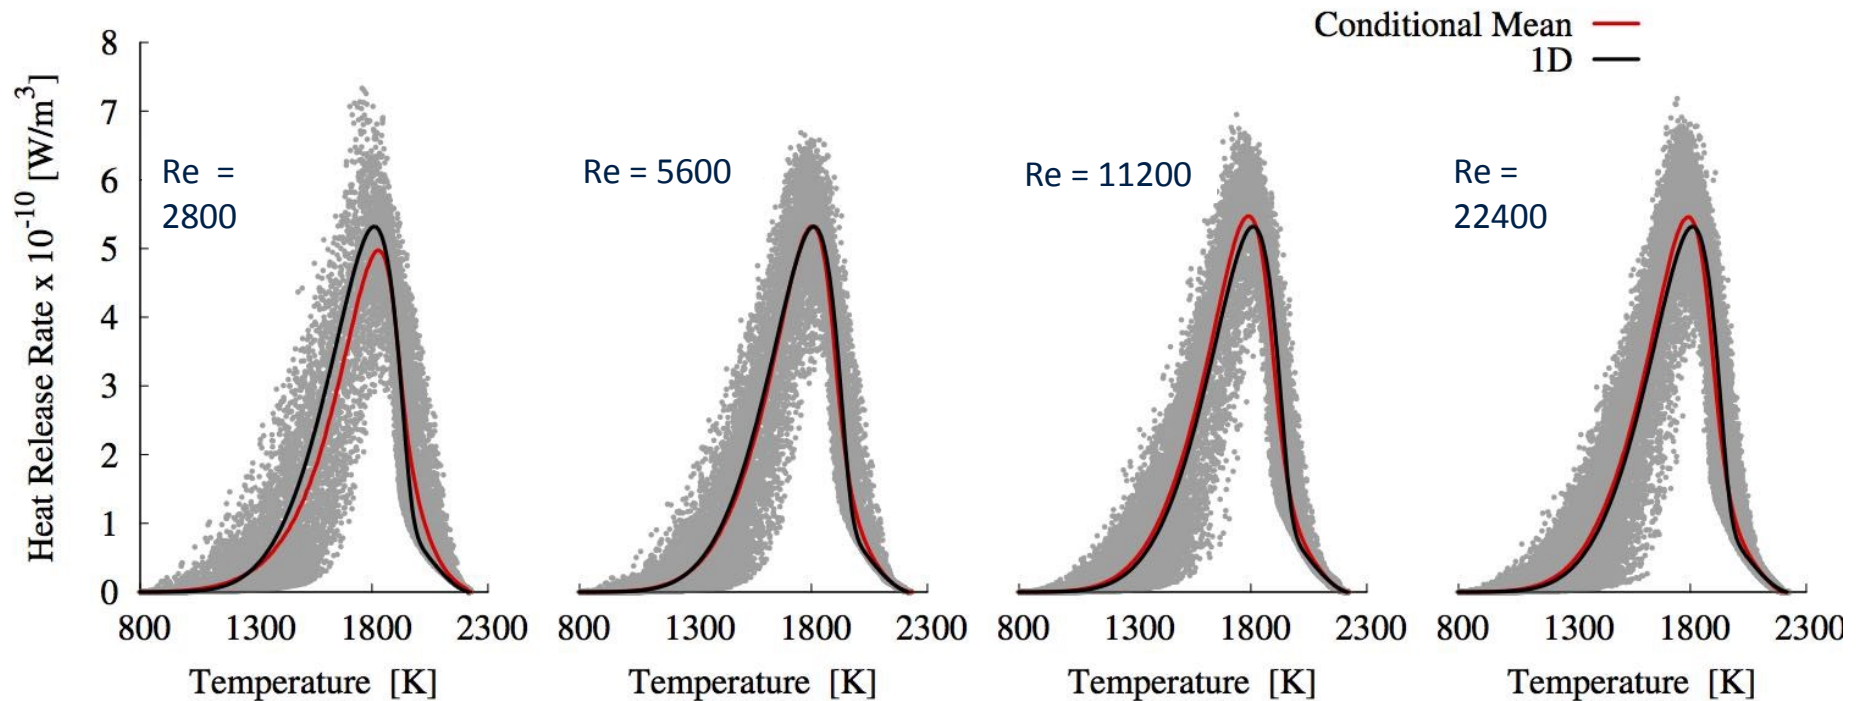 Conditional Mean
1D
Heat Release Rate x 10⁻¹⁰ [W/m³]
8
7
6
5
4
3
2
1
0
Re =
2800
Re = 5600
Re = 11200
Re =
22400
800 1300 1800 2300
800 1300 1800 2300
800 1300 1800 2300
800 1300 1800 2300
Temperature [K]
Temperature [K]
Temperature [K]
Temperature [K]